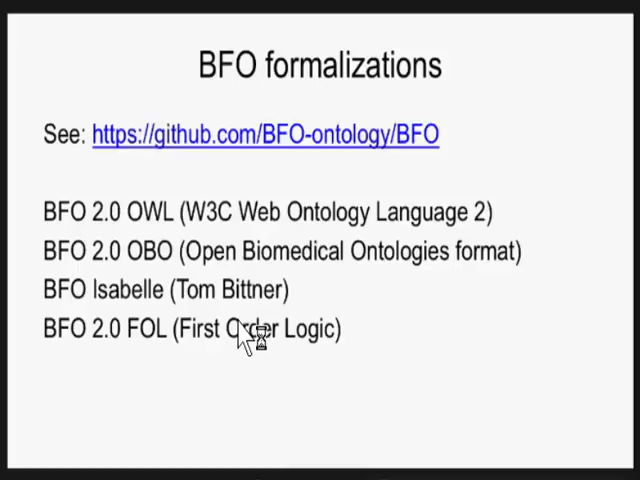 BFO formalizations
See: https://github.com/BFO-ontology/BFO
BFO 2.0 OWL (W3C Web Ontology Language 2)
BFO 2.0 OBO (Open Biomedical Ontologies format)
BFO Isabelle (Tom Bittner)
BFO 2.0 FOL (First Order Logic)